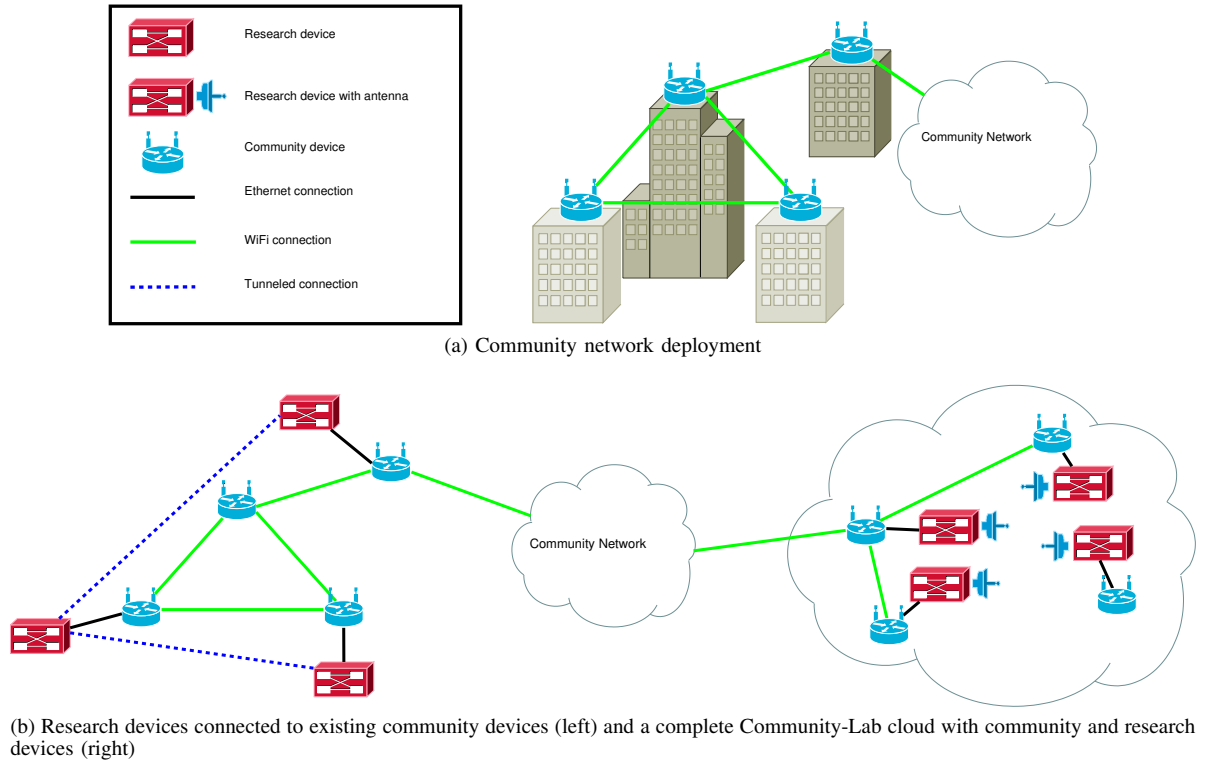 Research device
Research device with antenna
Community device
Ethernet connection
WiFi connection
Tunneled connection
Community Network
(a) Community network deployment
Community Network
(b) Research devices connected to existing community devices (left) and a complete Community-Lab cloud with community and research
devices (right)